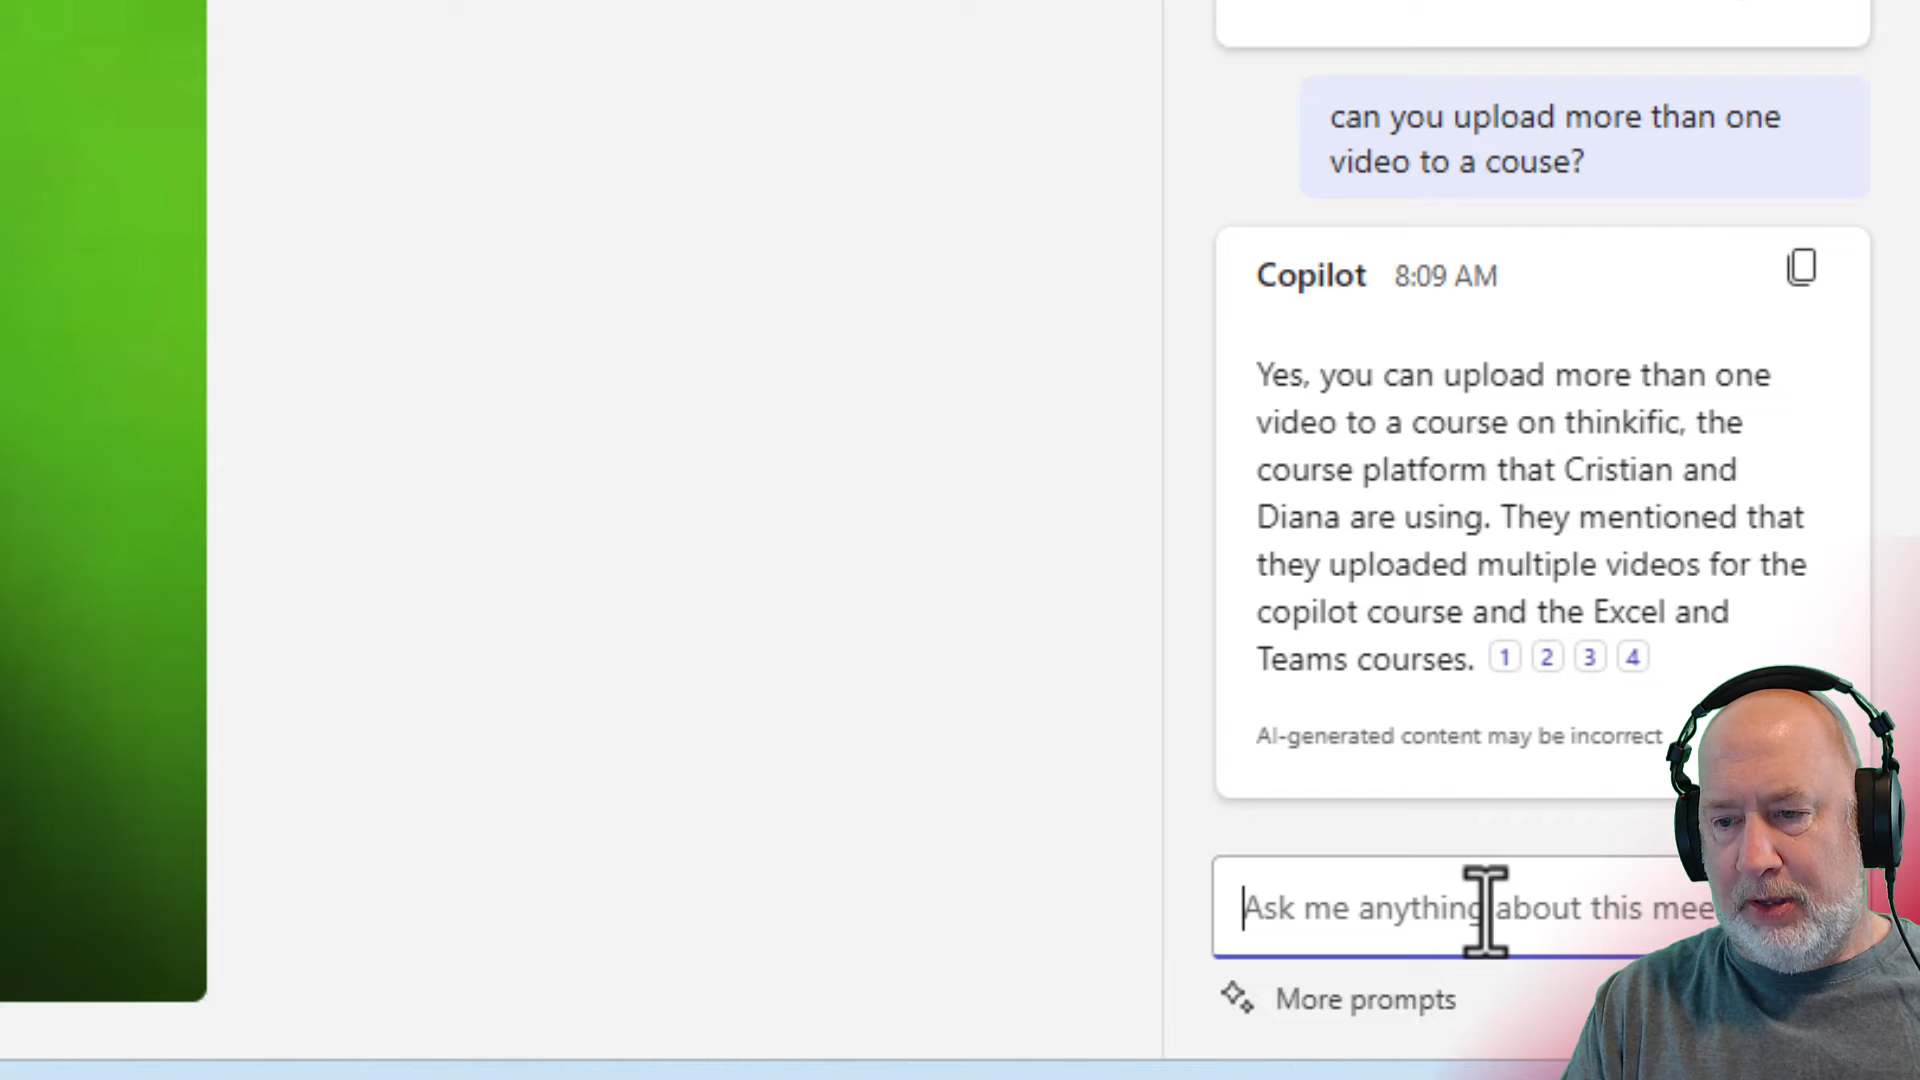 can you upload more than one
video to a couse?
Copilot 8:09 AM
Yes, you can upload more than one
video to a course on thinkific, the
course platform that Cristian and
Diana are using. They mentioned that
they uploaded multiple videos for the
copilot course and the Excel and
Teams courses. 1 2 3 4
AI-generated content may be incorrect
Ask me anything about this
More prompts